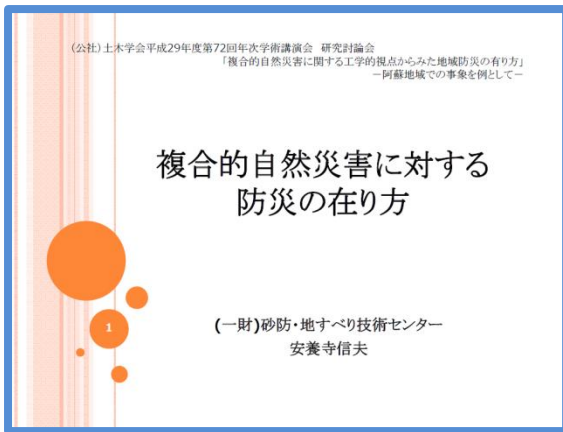 (公社)土木学会平成29年度第72回年次学術講演会　研究討論会
「複合的自然災害に関する工学的視点からみた地域防災の有り方」
－阿蘇地域での事象を例として－
複合的自然災害に対する
防災の在り方
1
(一財)砂防・地すべり技術センター
安養寺信夫